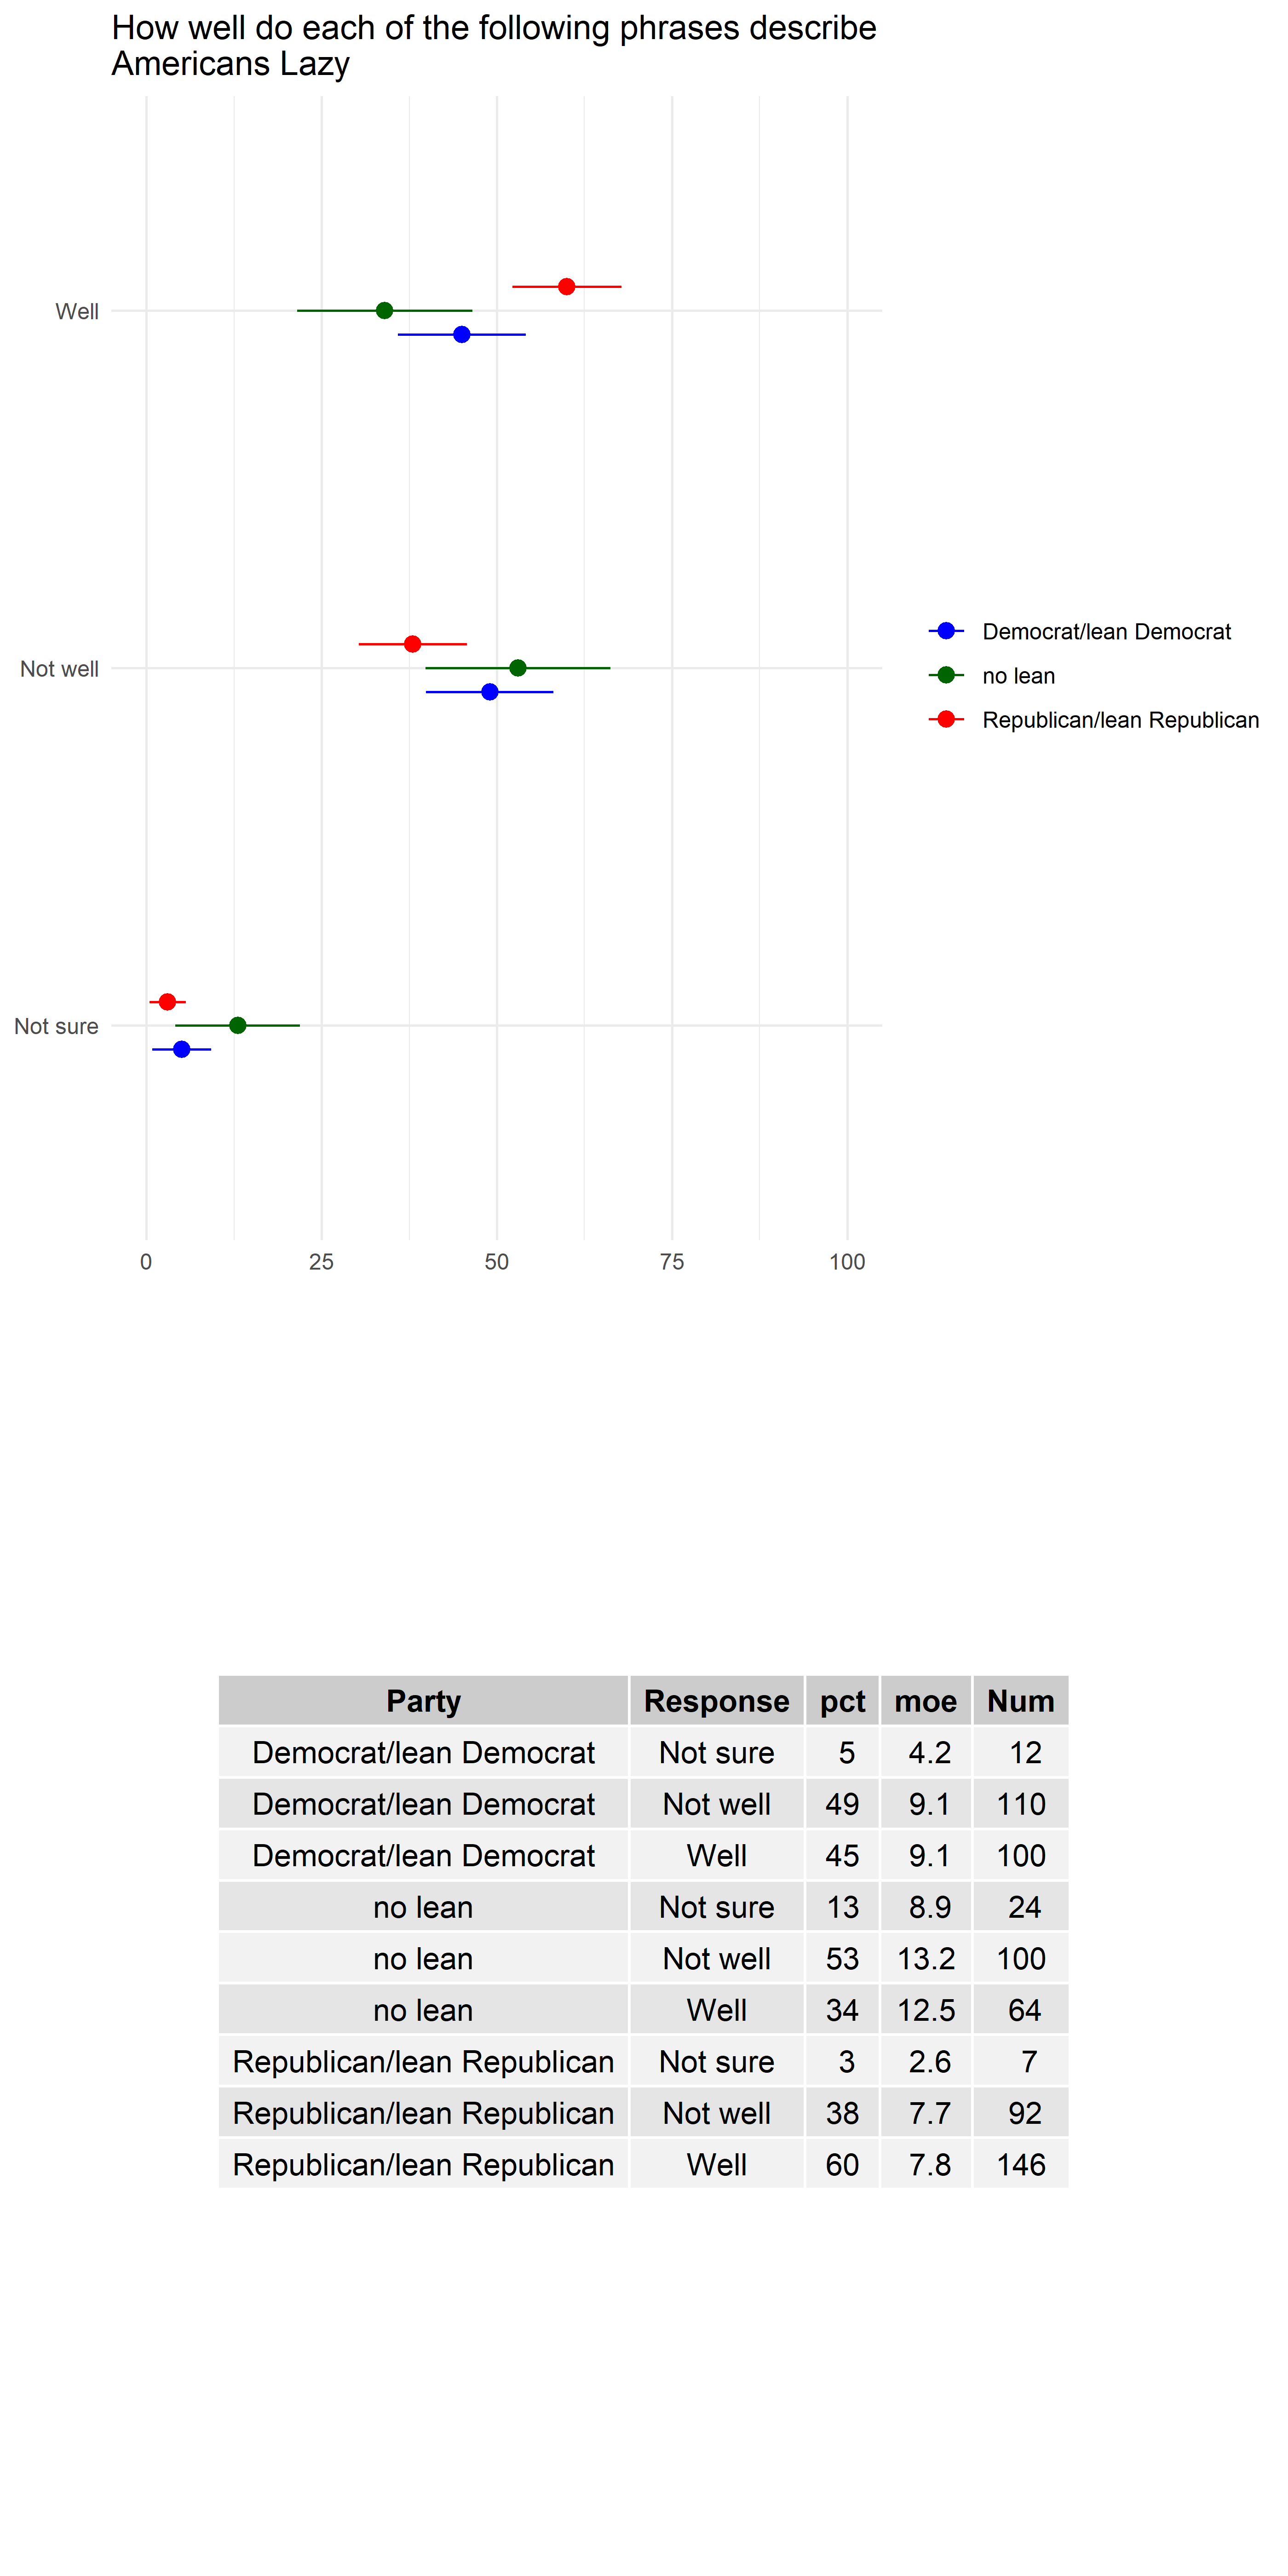 How well do each of the following phrases describe
Americans Lazy
Well
Not well
Not sure
0 25 50 75 100
Democrat/lean Democrat
no lean
Republican/lean Republican
Party Response pct moe Num
Democrat/lean Democrat Not sure 5 4.2 12
Democrat/lean Democrat Not well 49 9.1 110
Democrat/lean Democrat Well 45 9.1 100
no lean Not sure 13 8.9 24
no lean Not well 53 13.2 100
no lean Well 34 12.5 64
Republican/lean Republican Not sure 3 2.6 7
Republican/lean Republican Not well 38 7.7 92
Republican/lean Republican Well 60 7.8 146